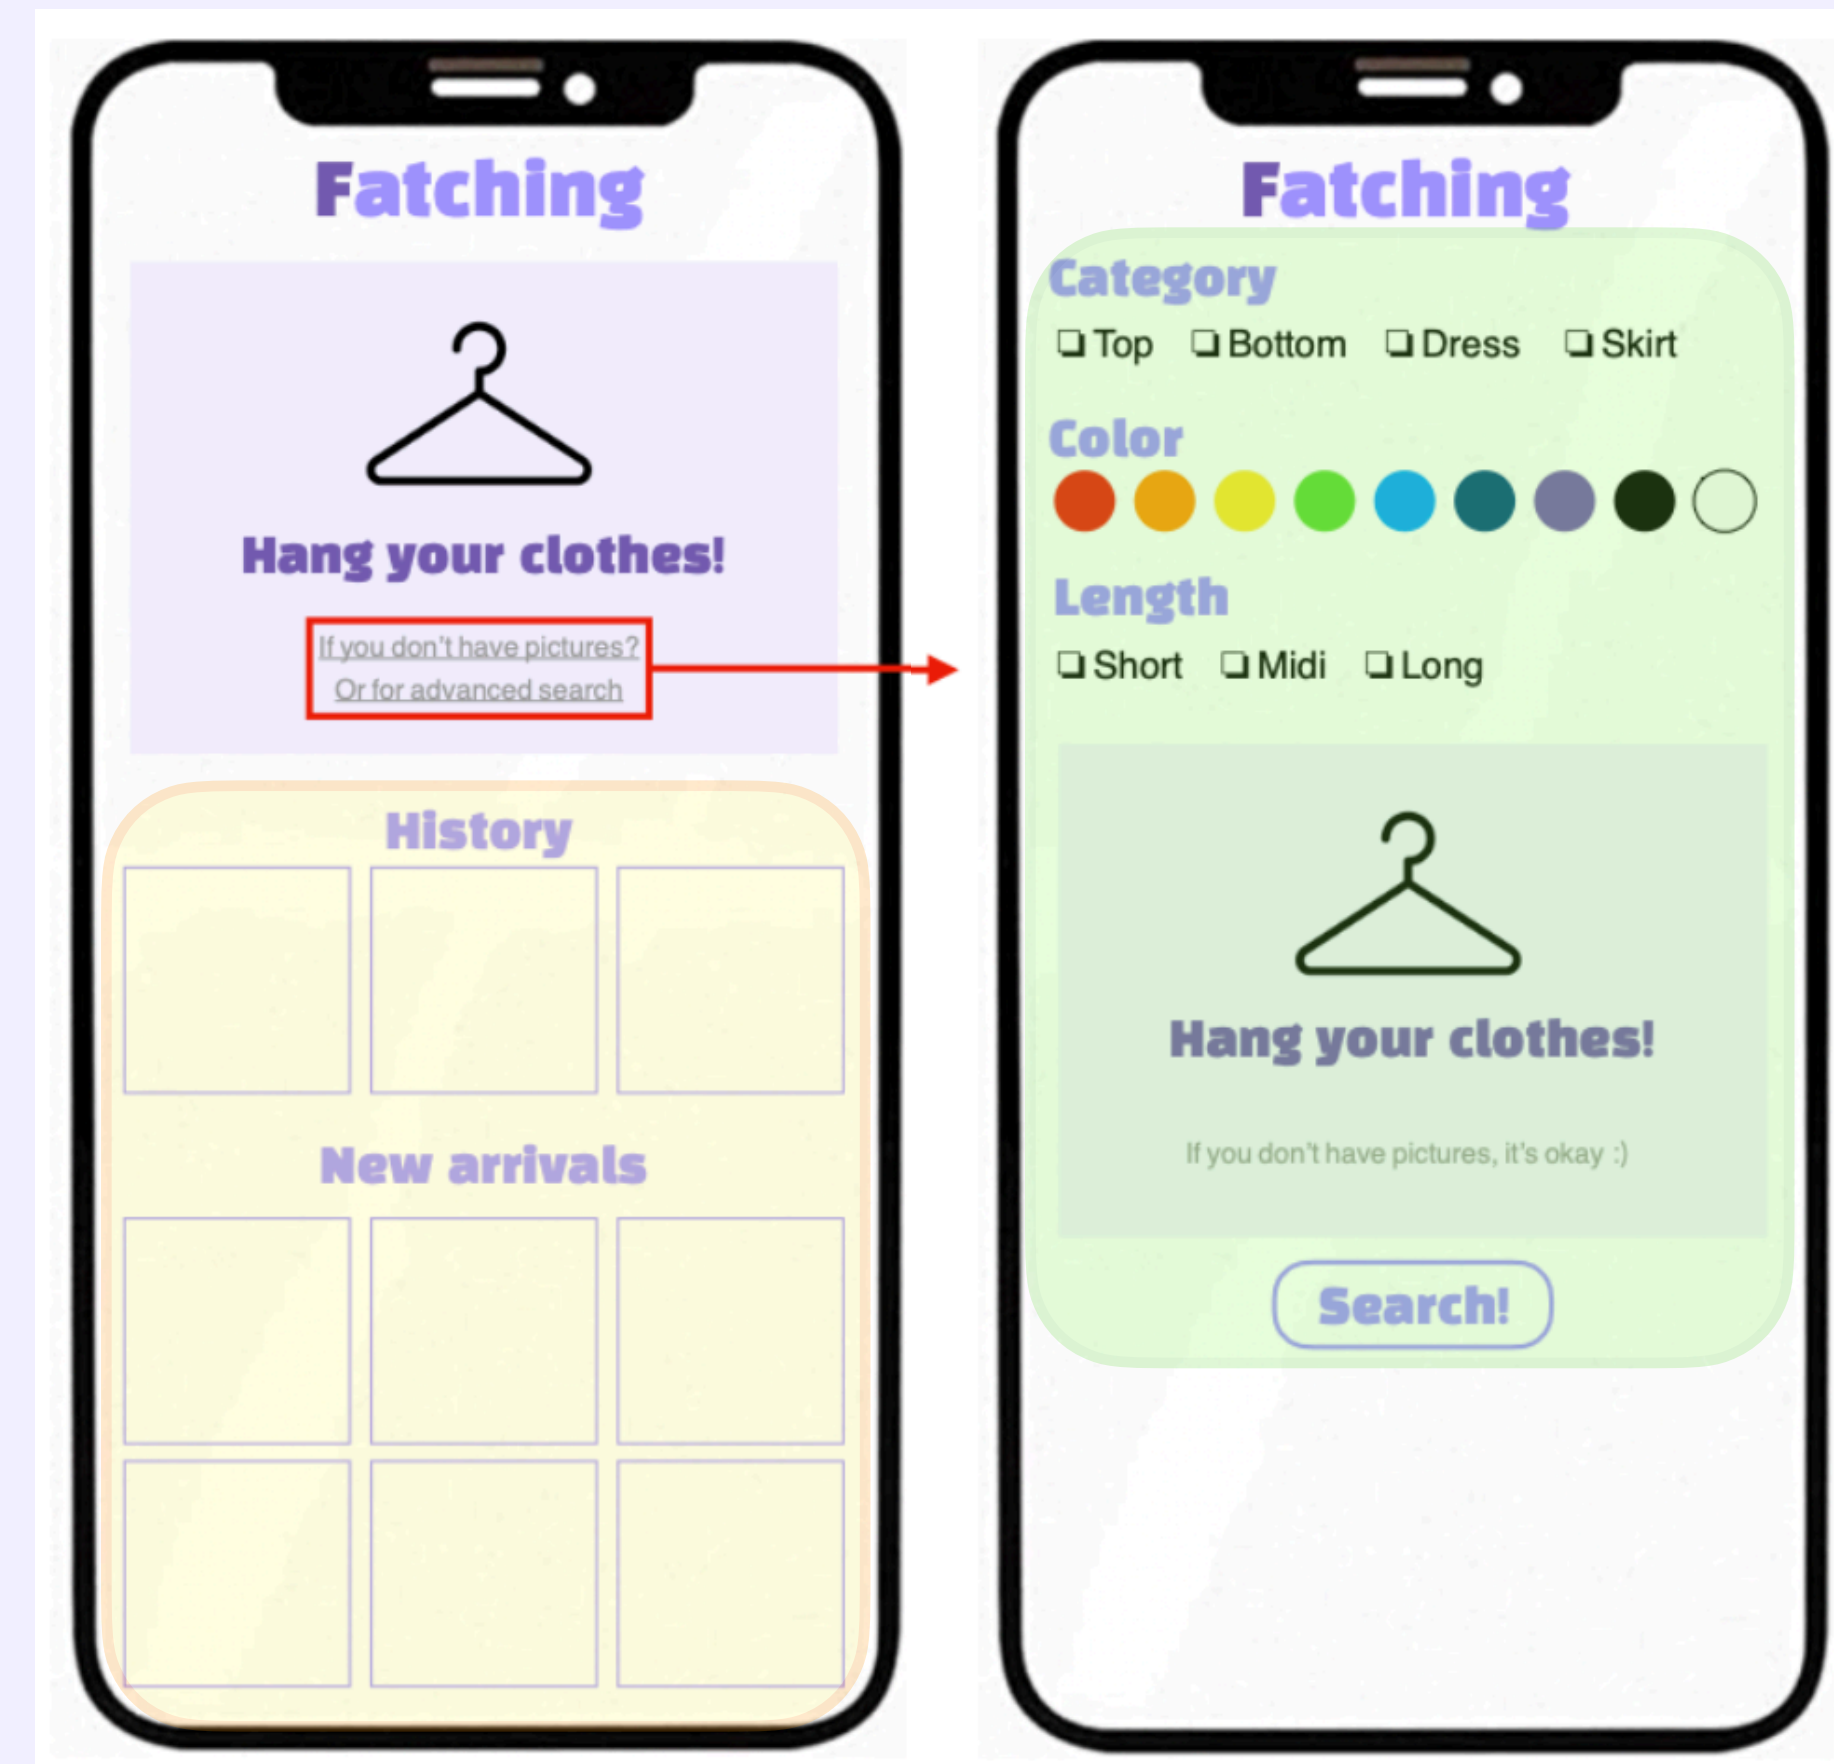 Fatching
Hang your clothes!
If you don't have pictures?
Or for advanced search
History
New arrivals
Fatching
Category
❏ Top ❏ Bottom ❏ Dress ❏ Skirt
Color
Length
❏ Short ❏ Midi ❏ Long
Hang your clothes!
If you don't have pictures, it's okay :)
Search!